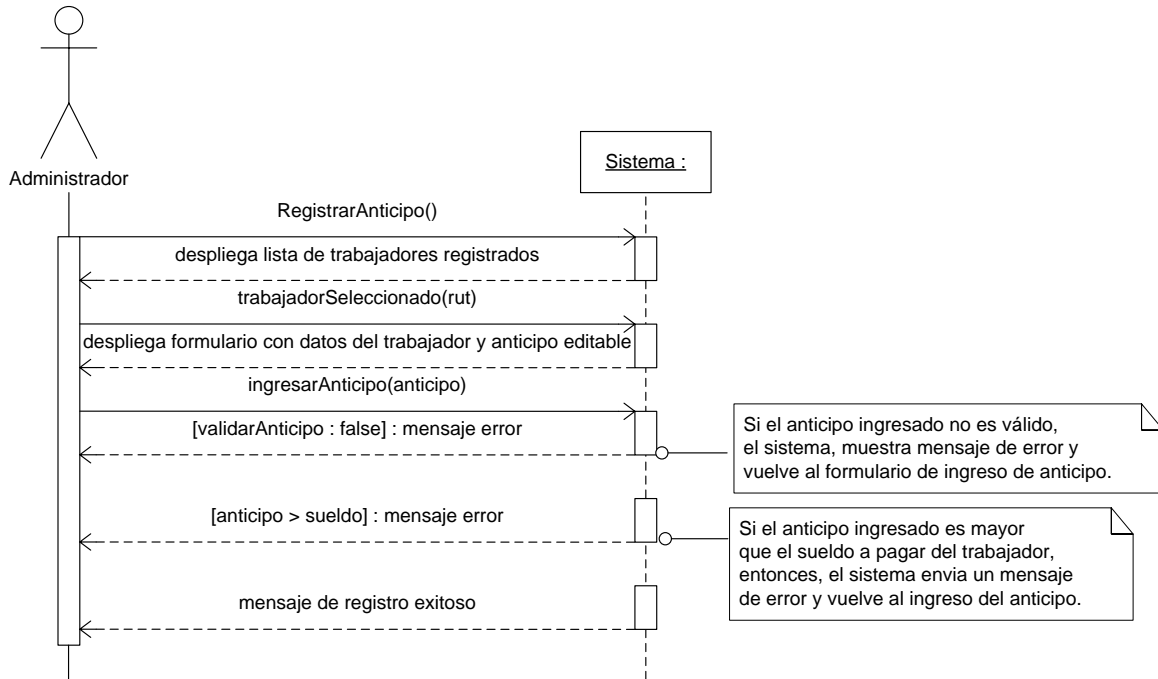 Administrador
Sistema :
RegistrarAnticipo()
despliega lista de trabajadores registrados
trabajadorSeleccionado(rut)
despliega formulario con datos del trabajador y anticipo editable
ingresarAnticipo(anticipo)
[validarAnticipo : false] : mensaje error
Si el anticipo ingresado no es válido,
el sistema, muestra mensaje de error y
vuelve al formulario de ingreso de anticipo.
[anticipo > sueldo] : mensaje error
Si el anticipo ingresado es mayor
que el sueldo a pagar del trabajador,
entonces, el sistema envia un mensaje
de error y vuelve al ingreso del anticipo.
mensaje de registro exitoso